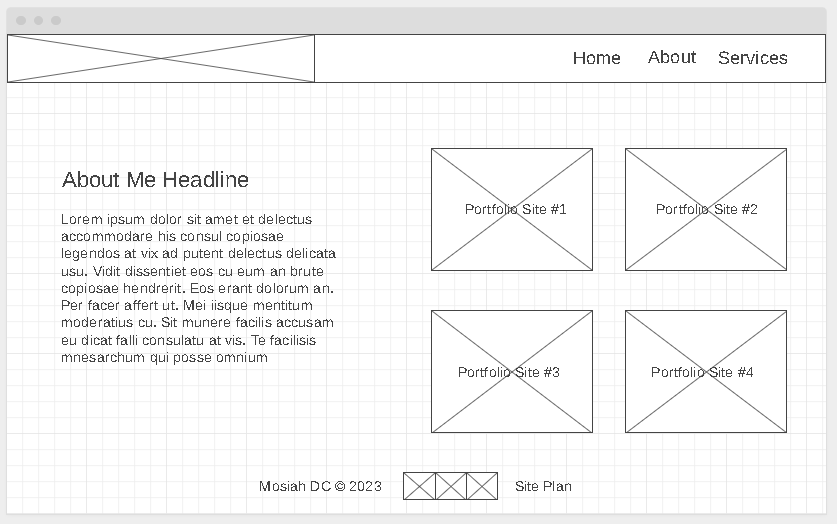 Home About Services
About Me Headline
Lorem ipsum dolor sit amet et delectus
accommodare his consul copiosae
legendos at vix ad putent delectus delicata
usu. Vidit dissentiet eos cu eum an brute
copiosae hendrerit. Eos erant dolorum an.
Per facer affert ut. Mei iisque mentitum
moderatius cu. Sit munere facilis accusam
eu dicat falli consulatu at vis. Te facilisis
mnesarchum qui posse omnium
Portfolio Site #1
Portfolio Site #2
Portfolio Site #3
Portfolio Site #4
Mosiah DC © 2023
Site Plan